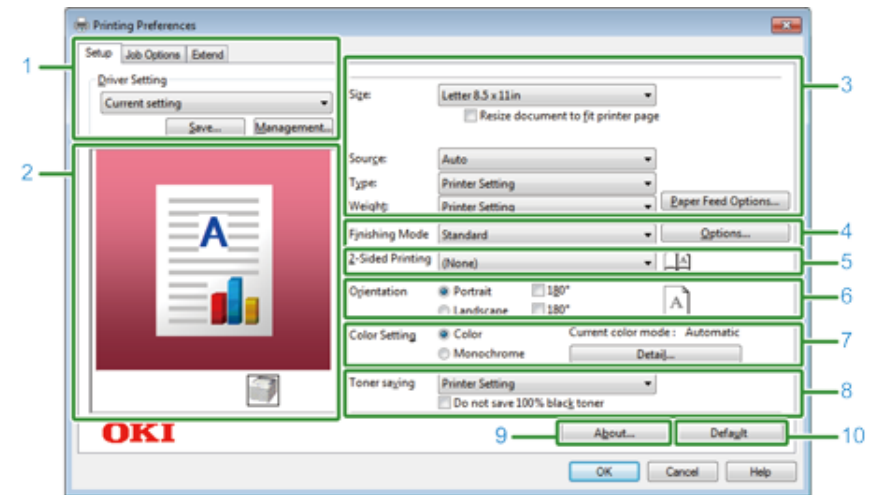 Printing Preferences
Setup Job Options Extend
1
Driver Setting
Current setting
Save... Management...
2
A
OKI
3
Size: Letter 8.5 x 11in
Resize document to fit printer page
Source: Auto
Type: Printer Setting
Weight: Printer Setting Paper Feed Options...
Finishing Mode Standard Options... 4
2-Sided Printing (None) A 5
Orientation Portrait 180° A 6
Landscape 180°
Color Setting Color Current color mode : Automatic 7
Monochrome Detail...
Toner saving Printer Setting 8
Do not save 100% black toner
9 About... Default 10
OK Cancel Help